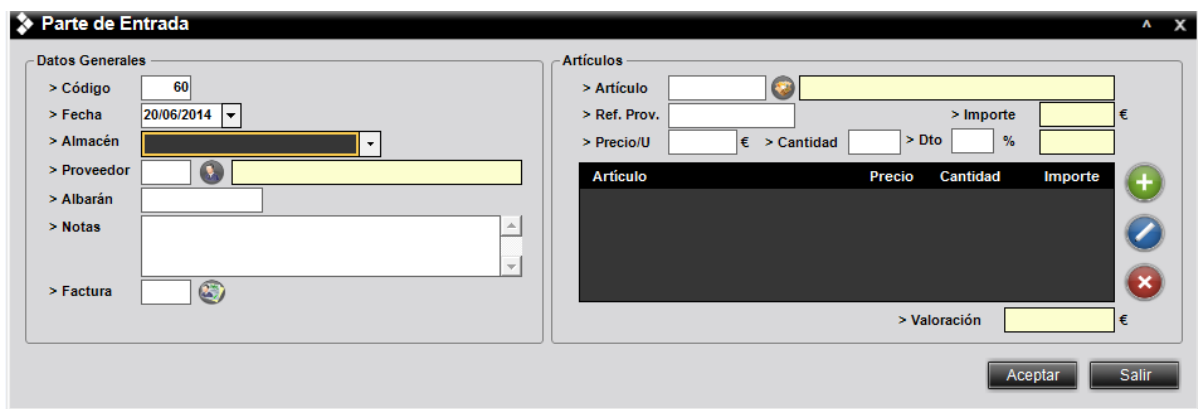 Parte de Entrada ^ X
Datos Generales
> Código 60
> Fecha 20/06/2014
> Almacén
> Proveedor
> Albarán
> Notas
> Factura
Artículos
> Artículo
> Ref. Prov. > Importe €
> Precio/U € > Cantidad > Dto %
Artículo Precio Cantidad Importe
> Valoración €
Aceptar Salir